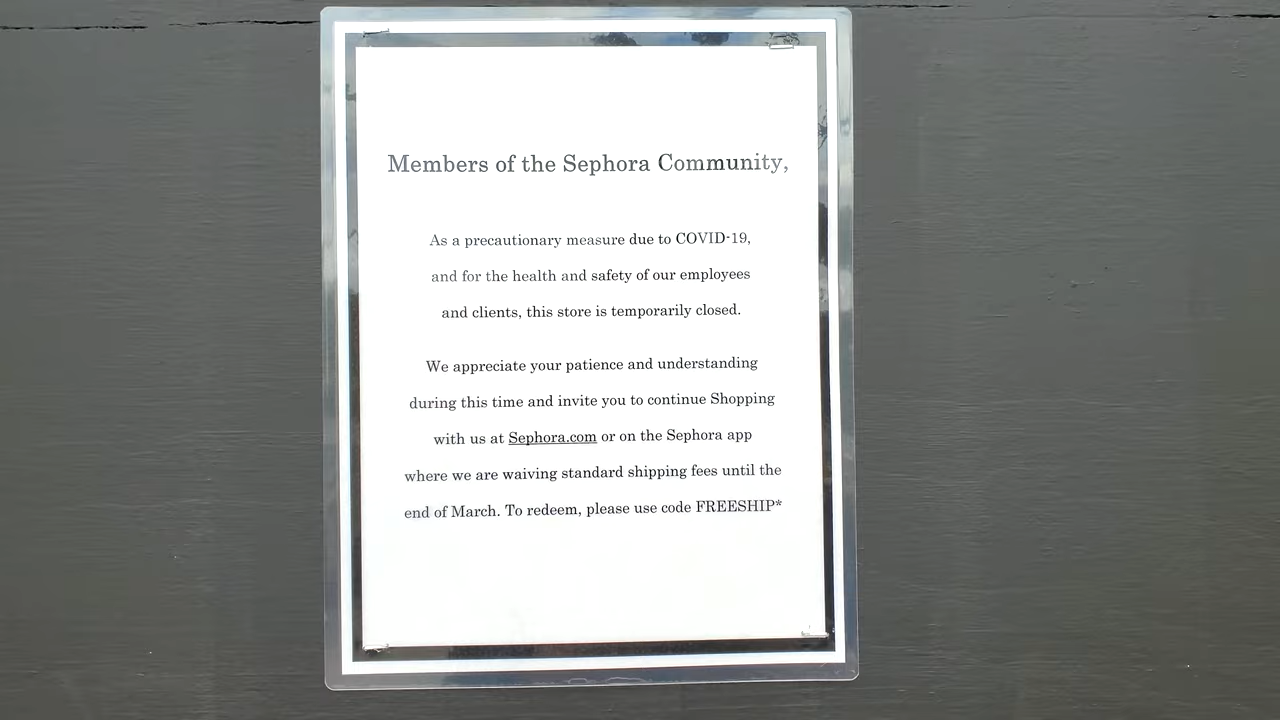 Members of the Sephora Community,
As a precautionary measure due to COVID-19,
and for the health and safety of our employees
and clients, this store is temporarily closed.
We appreciate your patience and understanding
during this time and invite you to continue Shopping
with us at Sephora.com or on the Sephora app
where we are waiving standard shipping fees until the
end of March. To redeem, please use code FREESHIP*